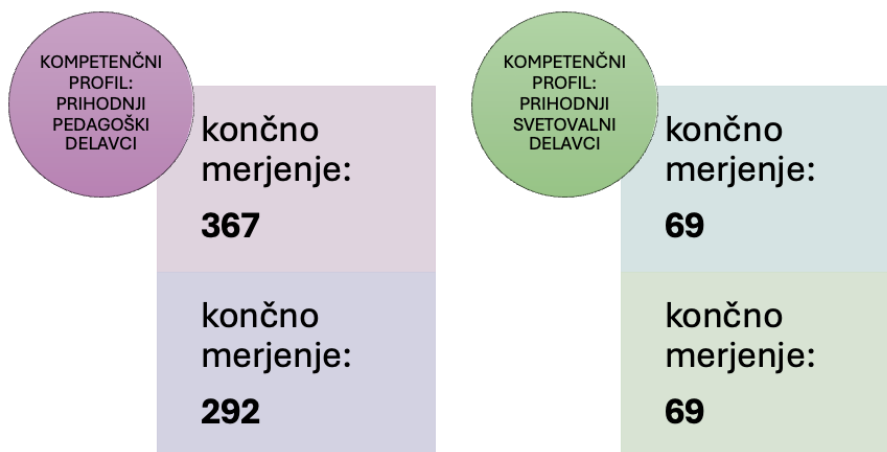 KOMPETENČNI
PROFIL:
PRIHODNJI
PEDAGOŠKI
DELAVCI
končno
merjenje:
367
končno
merjenje:
292
KOMPETENČNI
PROFIL:
PRIHODNJI
SVETOVALNI
DELAVCI
končno
merjenje:
69
končno
merjenje:
69